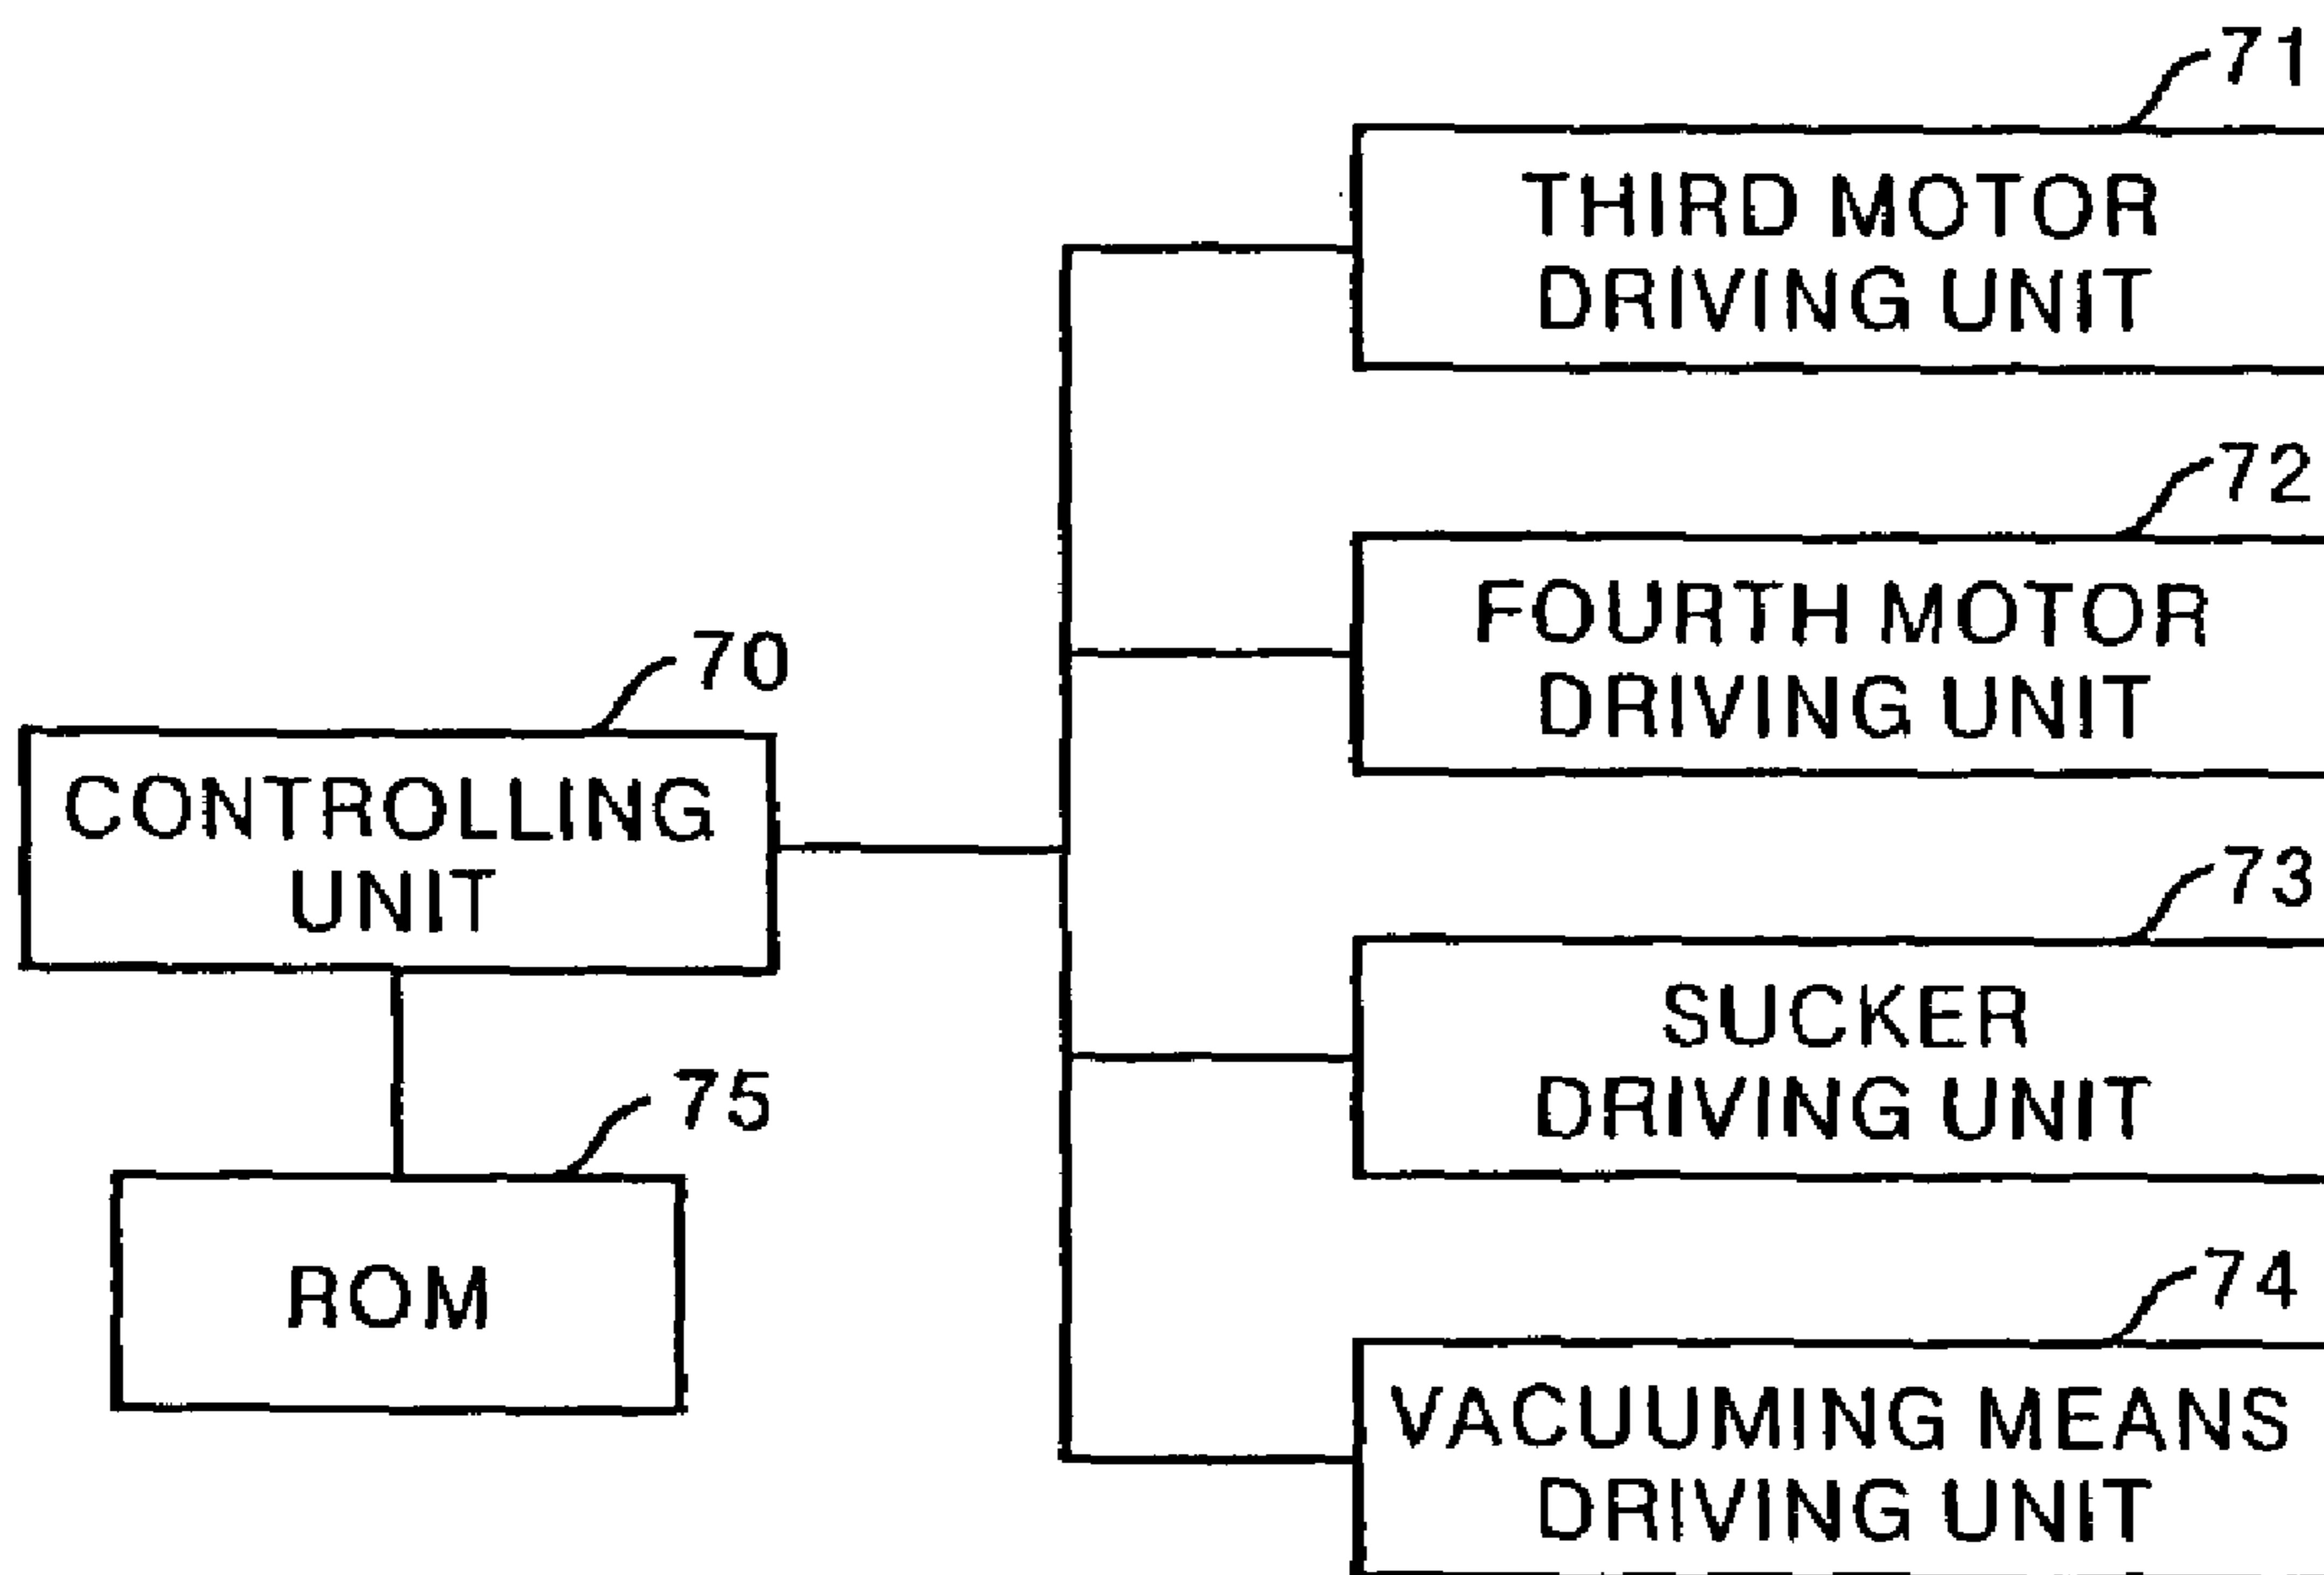 71
THIRD MOTOR
DRIVING UNIT
72
FOURTH MOTOR
DRIVING UNIT
70
CONTROLLING
UNIT
73
SUCKER
DRIVING UNIT
75
ROM
74
VACUUMING MEANS
DRIVING UNIT